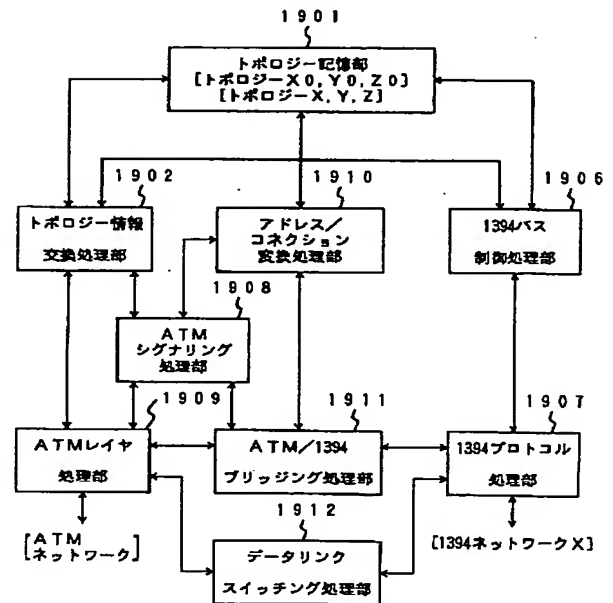 1901
トポロジー記憶部
[トポロジーX0,Y0,Z0]
[トポロジーX,Y,Z]
1902
1910
1906
トポロジー情報
交換処理部
アドレス／
コネクション
変換処理部
1394バス
制御処理部
1908
ATM
シグナリング
処理部
1909
1911
1907
ATMレイヤ
処理部
ATM/1394
ブリッジング処理部
1394プロトコル
処理部
1912
[ATM
ネットワーク]
データリンク
スイッチング処理部
[1394ネットワークX]